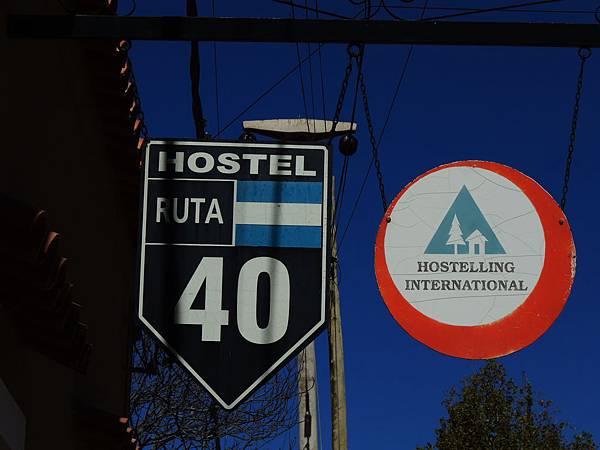 HOSTEL
RUTA
40
HOSTELLING
INTERNATIONAL